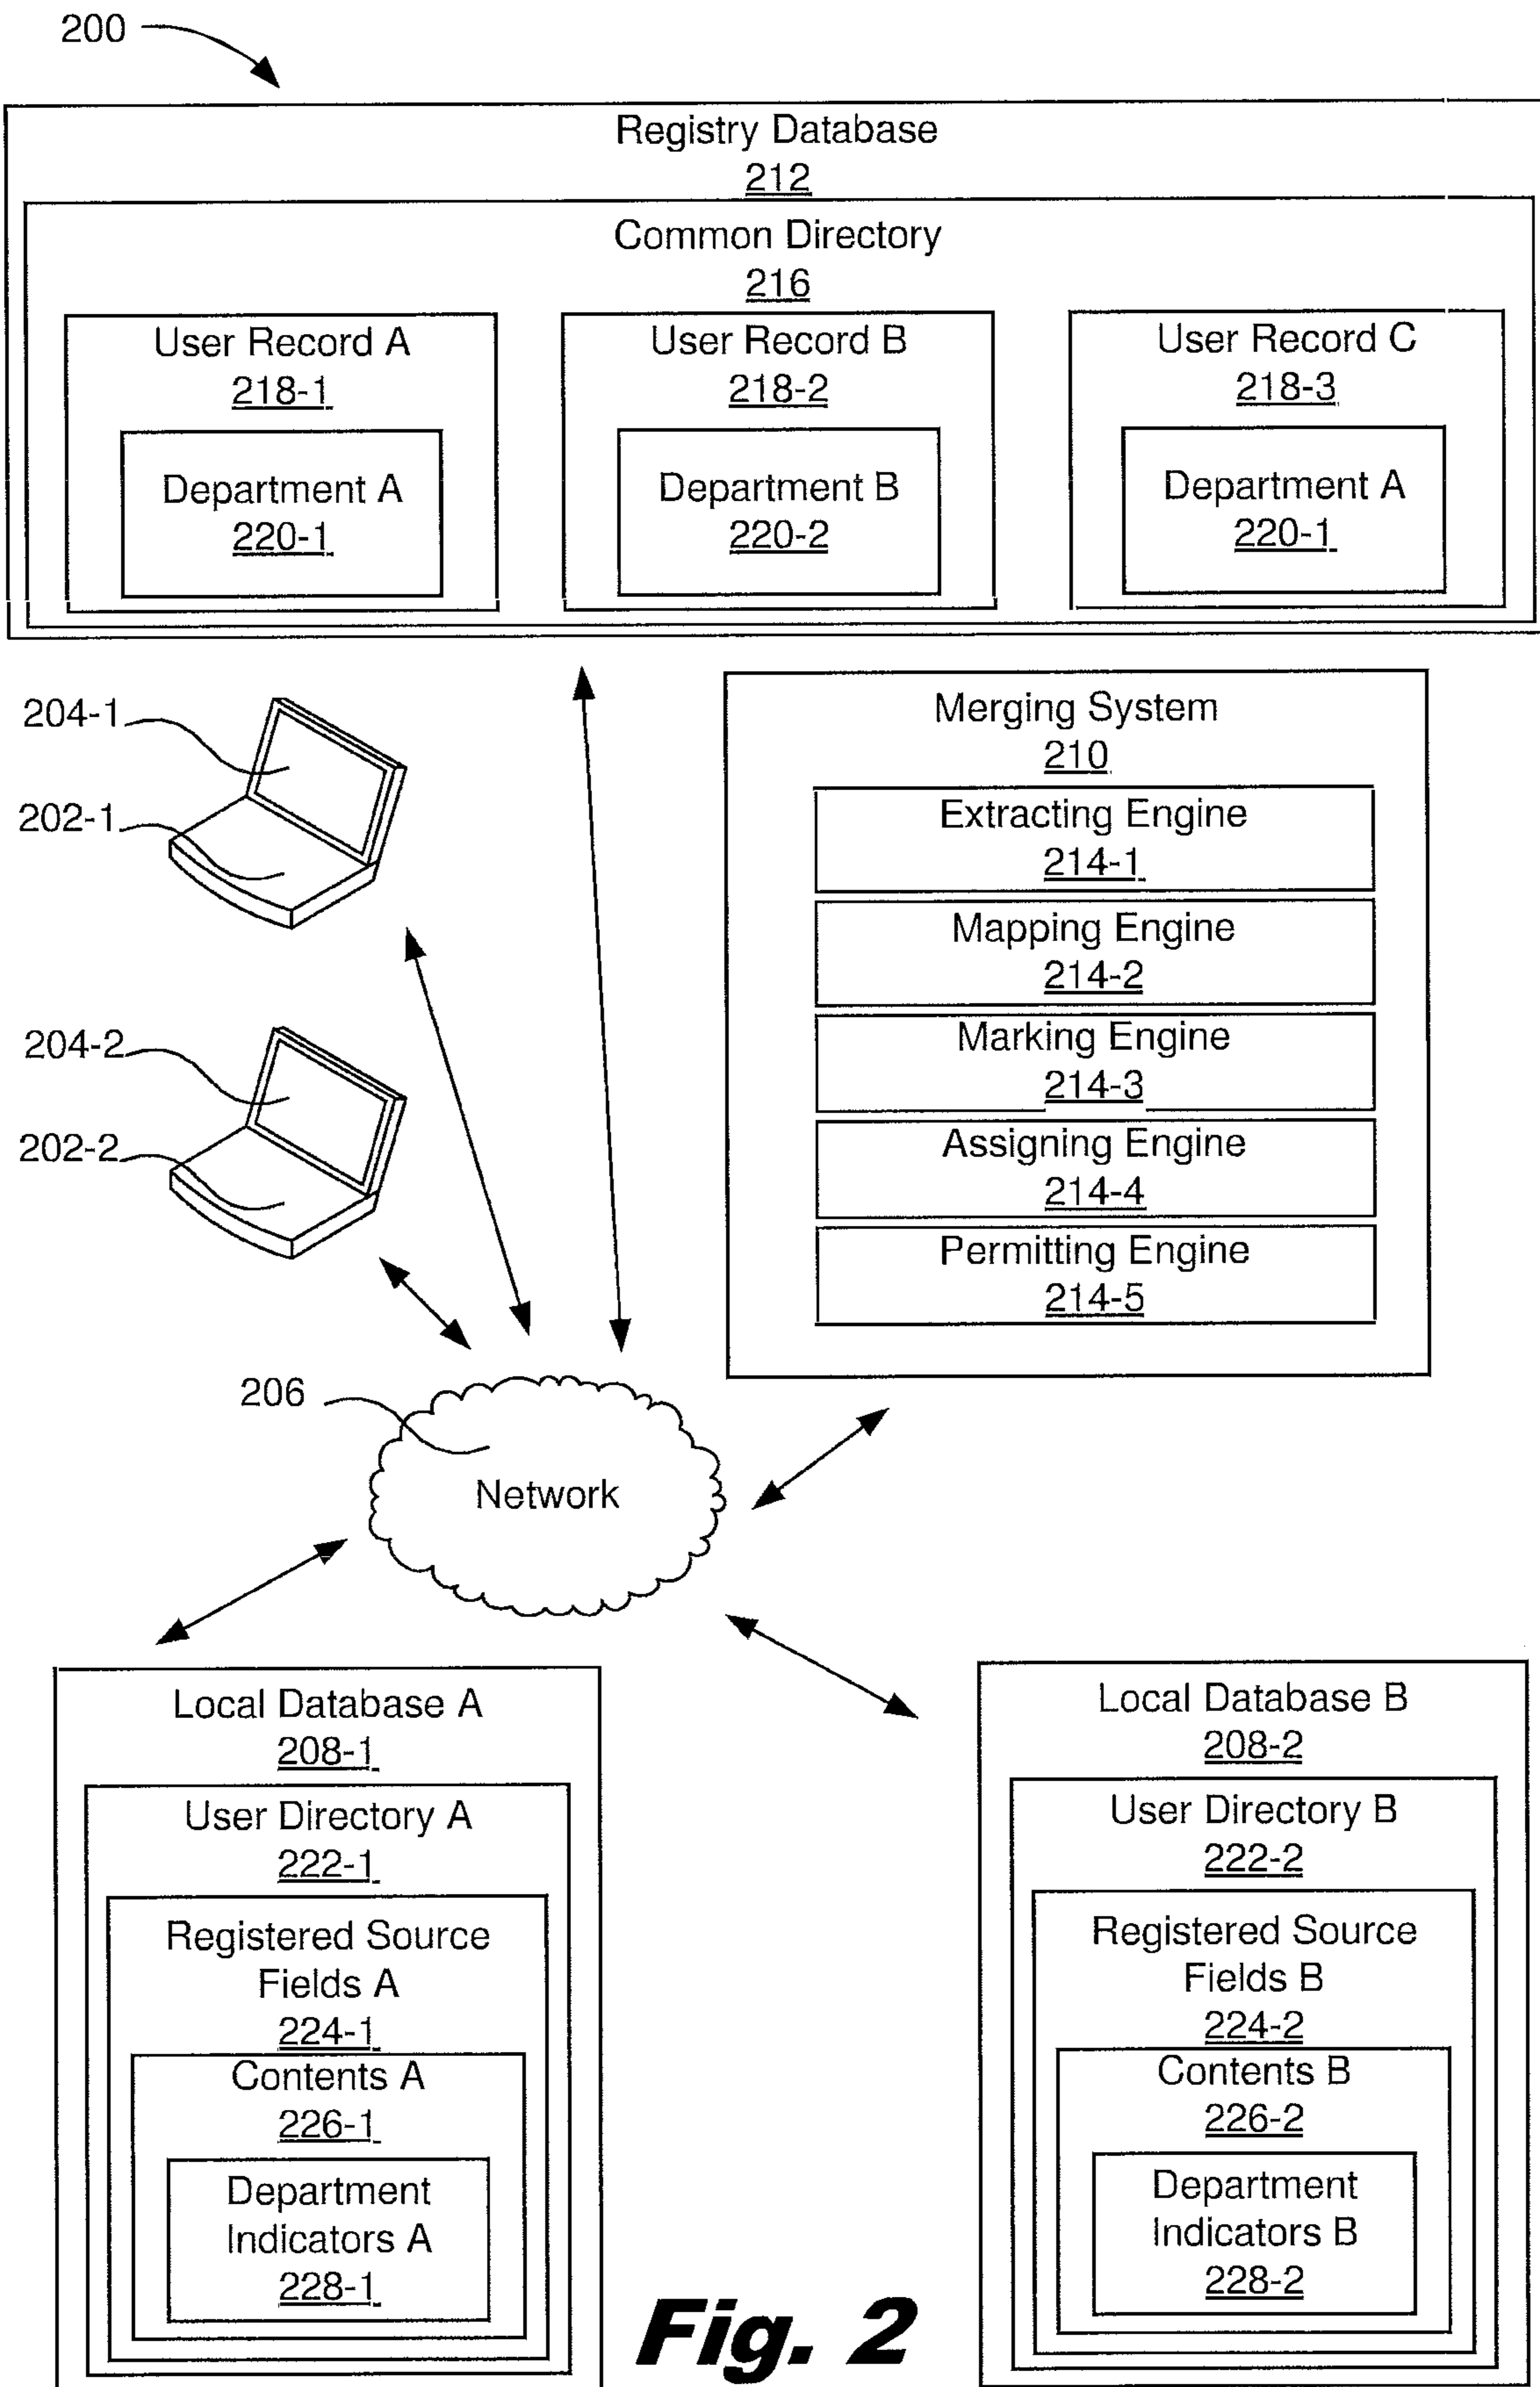 200
Registry Database
212
Common Directory
216
User Record A
218-1
Department A
220-1
User Record B
218-2
Department B
220-2
User Record C
218-3
Department A
220-1
204-1
202-1
204-2
202-2
Merging System
210
Extracting Engine
214-1
Mapping Engine
214-2
Marking Engine
214-3
Assigning Engine
214-4
Permitting Engine
214-5
206
Network
Local Database A
208-1
User Directory A
222-1
Registered Source
Fields A
224-1
Contents A
226-1
Department
Indicators A
228-1
Local Database B
208-2
User Directory B
222-2
Registered Source
Fields B
224-2
Contents B
226-2
Department
Indicators B
228-2
Fig. 2